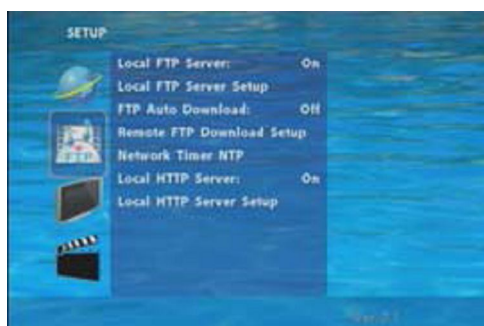 SETUP
Local FTP Server: On
Local FTP Server Setup
FTP Auto Download: Off
FTP
Remote FTP Download Setup
Network Timer NTP
Local HTTP Server: On
Local HTTP Server Setup